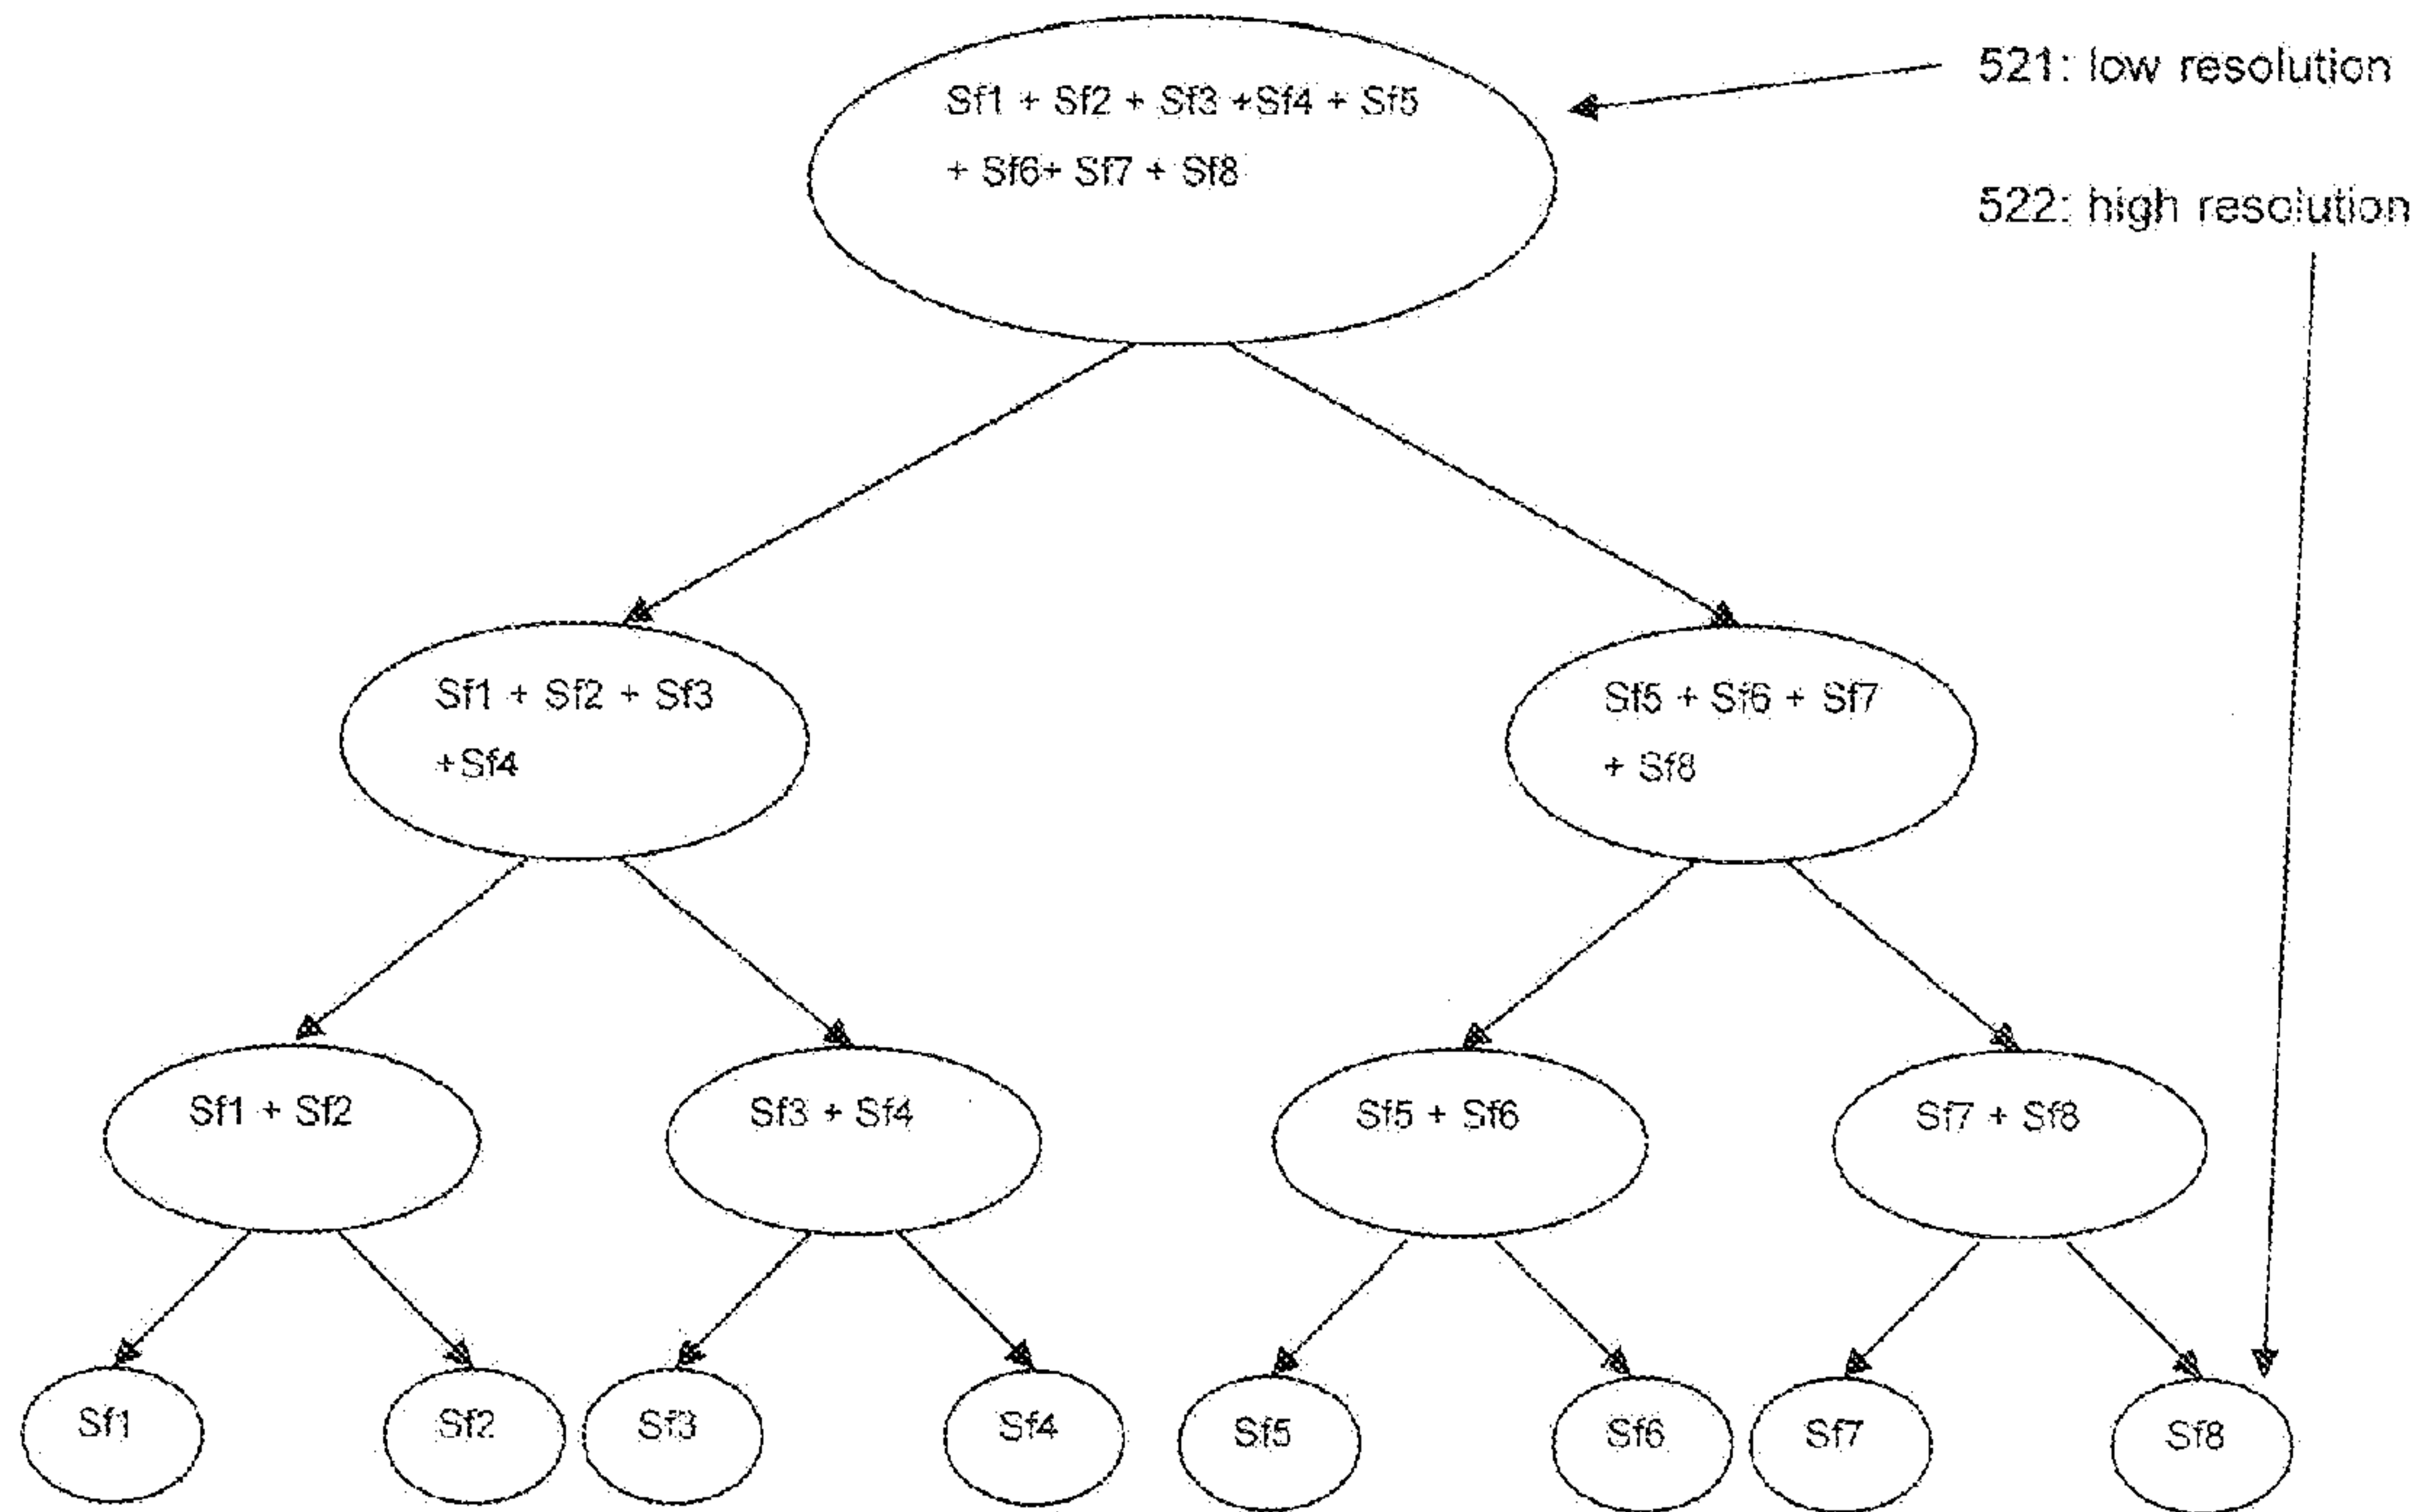 Sf1 + Sf2 + Sf3 +Sf4 + Sf5
+ Sf6+ Sf7 + Sf8
521: low resolution
522: high resolution
Sf1 + Sf2 + Sf3
+Sf4
Sf5 + Sf6 + Sf7
+ Sf8
Sf1 + Sf2
Sf3 + Sf4
Sf5 + Sf6
Sf7 + Sf8
Sf1
Sf2
Sf3
Sf4
Sf5
Sf6
Sf7
Sf8